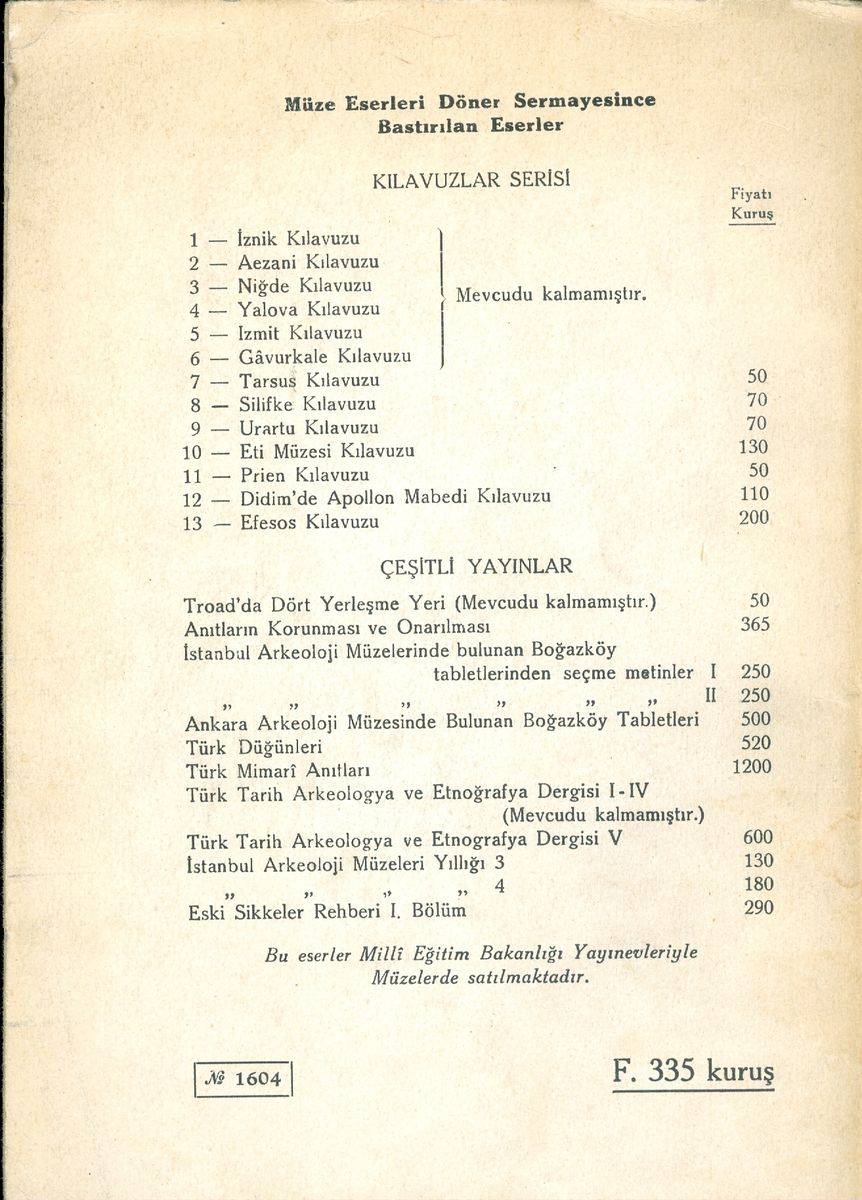 Müze Eserleri Döner Sermayesince
Bastırılan Eserler
KILAVUZLAR SERİSİ
Fiyatı
Kuruş
1 — İznik Kılavuzu
2 — Aezani Kılavuzu
3 — Niğde Kılavuzu
4 — Yalova Kılavuzu
5 — Izmit Kılavuzu
6 — Gâvurkale Kılavuzu
Mevcudu kalmamıştır.
7 — Tarsus Kılavuzu 50
8 — Silifke Kılavuzu 70
9 — Urartu Kılavuzu 70
10 — Eti Müzesi Kılavuzu 130
11 — Prien Kılavuzu 50
12 — Didim'de Apollon Mabedi Kılavuzu 110
13 — Efesos Kılavuzu 200
ÇEŞİTLİ YAYINLAR
Troad'da Dört Yerleşme Yeri (Mevcudu kalmamıştır.) 50
Anıtların Korunması ve Onarılması 365
İstanbul Arkeoloji Müzelerinde bulunan Boğazköy
tabletlerinden seçme metinler I 250
„ „ „ „ „ „ II 250
Ankara Arkeoloji Müzesinde Bulunan Boğazköy Tabletleri 500
Türk Düğünleri 520
Türk Mimarî Anıtları 1200
Türk Tarih Arkeologya ve Etnoğrafya Dergisi I-IV
(Mevcudu kalmamıştır.)
Türk Tarih Arkeologya ve Etnografya Dergisi V 600
İstanbul Arkeoloji Müzeleri Yıllığı 3 130
„ „ „ „ 4 180
Eski Sikkeler Rehberi I. Bölüm 290
Bu eserler Millî Eğitim Bakanlığı Yayınevleriyle
Müzelerde satılmaktadır.
№ 1604
F. 335 kuruş